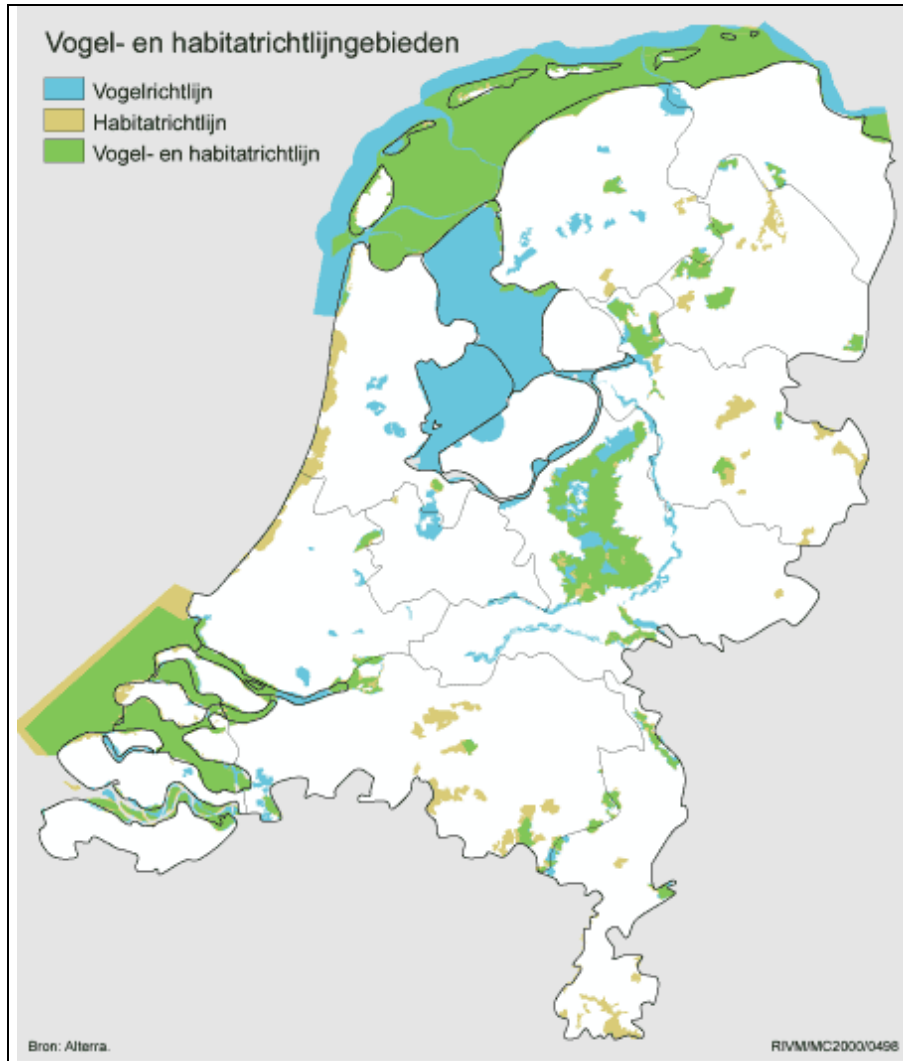 Vogel- en habitatrichtlijngebieden
Vogelrichtlijn
Habitatrichtlijn
Vogel- en habitatrichtlijn
Bron: Alterra.
RIVM/MC2000/0498